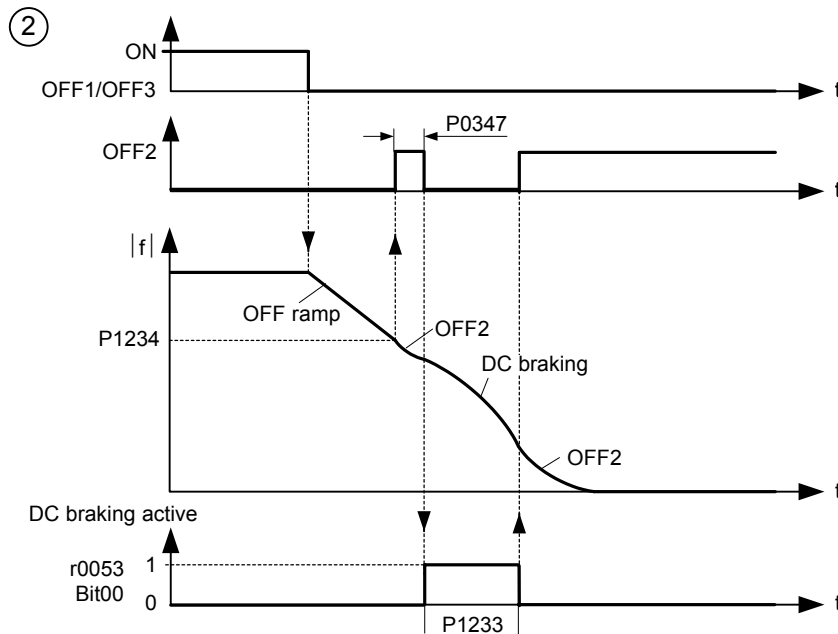 2
ON
OFF1/OFF3
t
P0347
OFF2
t
|f|
OFF ramp
P1234
OFF2
DC braking
OFF2
t
DC braking active
r0053 1
Bit00 0
t
P1233